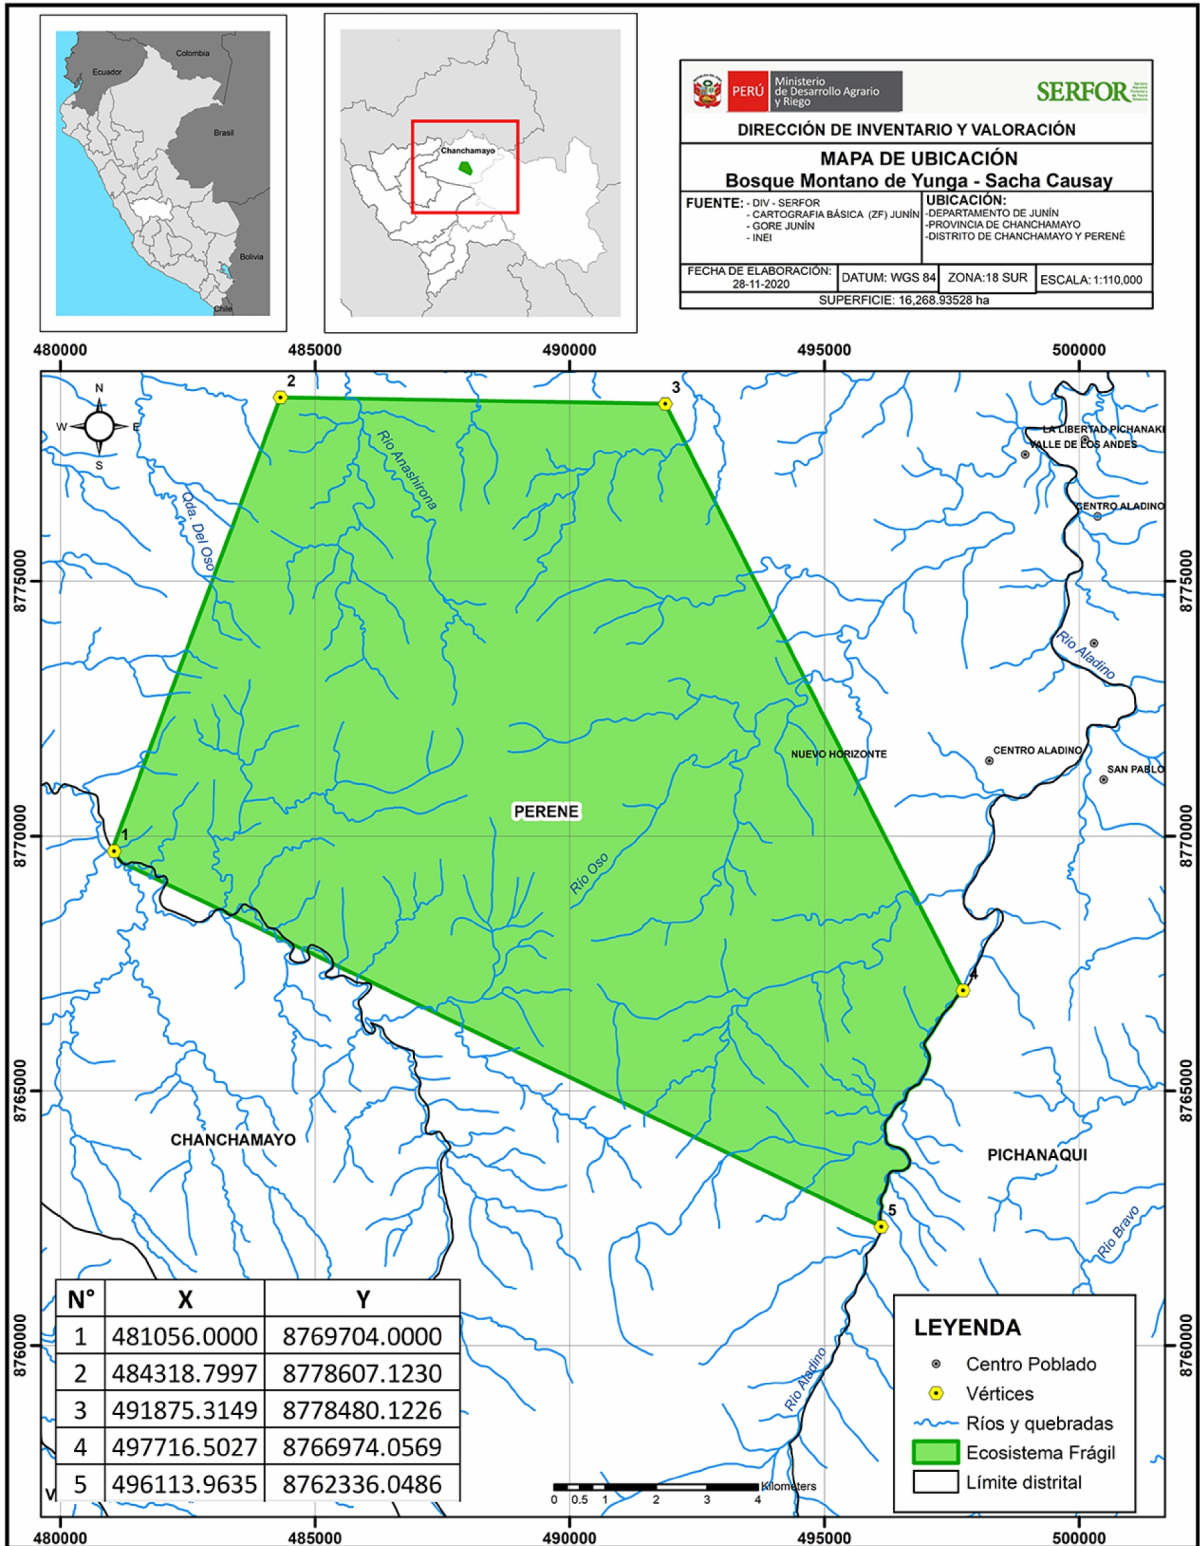 Colombia
Ecuador
Brasil
Bolivia
Chile
Chanchamayo
PERÚ
Ministerio
de Desarrollo Agrario
y Riego
SERFOR
DIRECCIÓN DE INVENTARIO Y VALORACIÓN
MAPA DE UBICACIÓN
Bosque Montano de Yunga - Sacha Causay
FUENTE: - DIV - SERFOR
- CARTOGRAFIA BÁSICA (ZF) JUNÍN
- GORE JUNÍN
- INEI
UBICACIÓN:
-DEPARTAMENTO DE JUNÍN
-PROVINCIA DE CHANCHAMAYO
-DISTRITO DE CHANCHAMAYO Y PERENÉ
FECHA DE ELABORACIÓN:
28-11-2020
DATUM: WGS 84
ZONA:18 SUR
ESCALA: 1:110,000
SUPERFICIE: 16,268.93528 ha
480000 485000 490000 495000 500000
N
W E
S
2
3
LA LIBERTAD PICHANAKI
VALLE DE LOS ANDES
Río Anashirona
Qda. Del Oso
CENTRO ALADINO
8775000 8775000
Río Aladino
NUEVO HORIZONTE
CENTRO ALADINO
SAN PABLO
PERENE
1
8770000 8770000
Río Oso
4
8765000 8765000
CHANCHAMAYO
PICHANAQUI
5
Río Bravo
8760000 8760000
Río Aladino
N° X Y
1 481056.0000 8769704.0000
2 484318.7997 8778607.1230
3 491875.3149 8778480.1226
4 497716.5027 8766974.0569
5 496113.9635 8762336.0486
V
Kilometers
0 0.5 1 2 3 4
LEYENDA
Centro Poblado
Vértices
Ríos y quebradas
Ecosistema Frágil
Límite distrital
480000 485000 490000 495000 500000